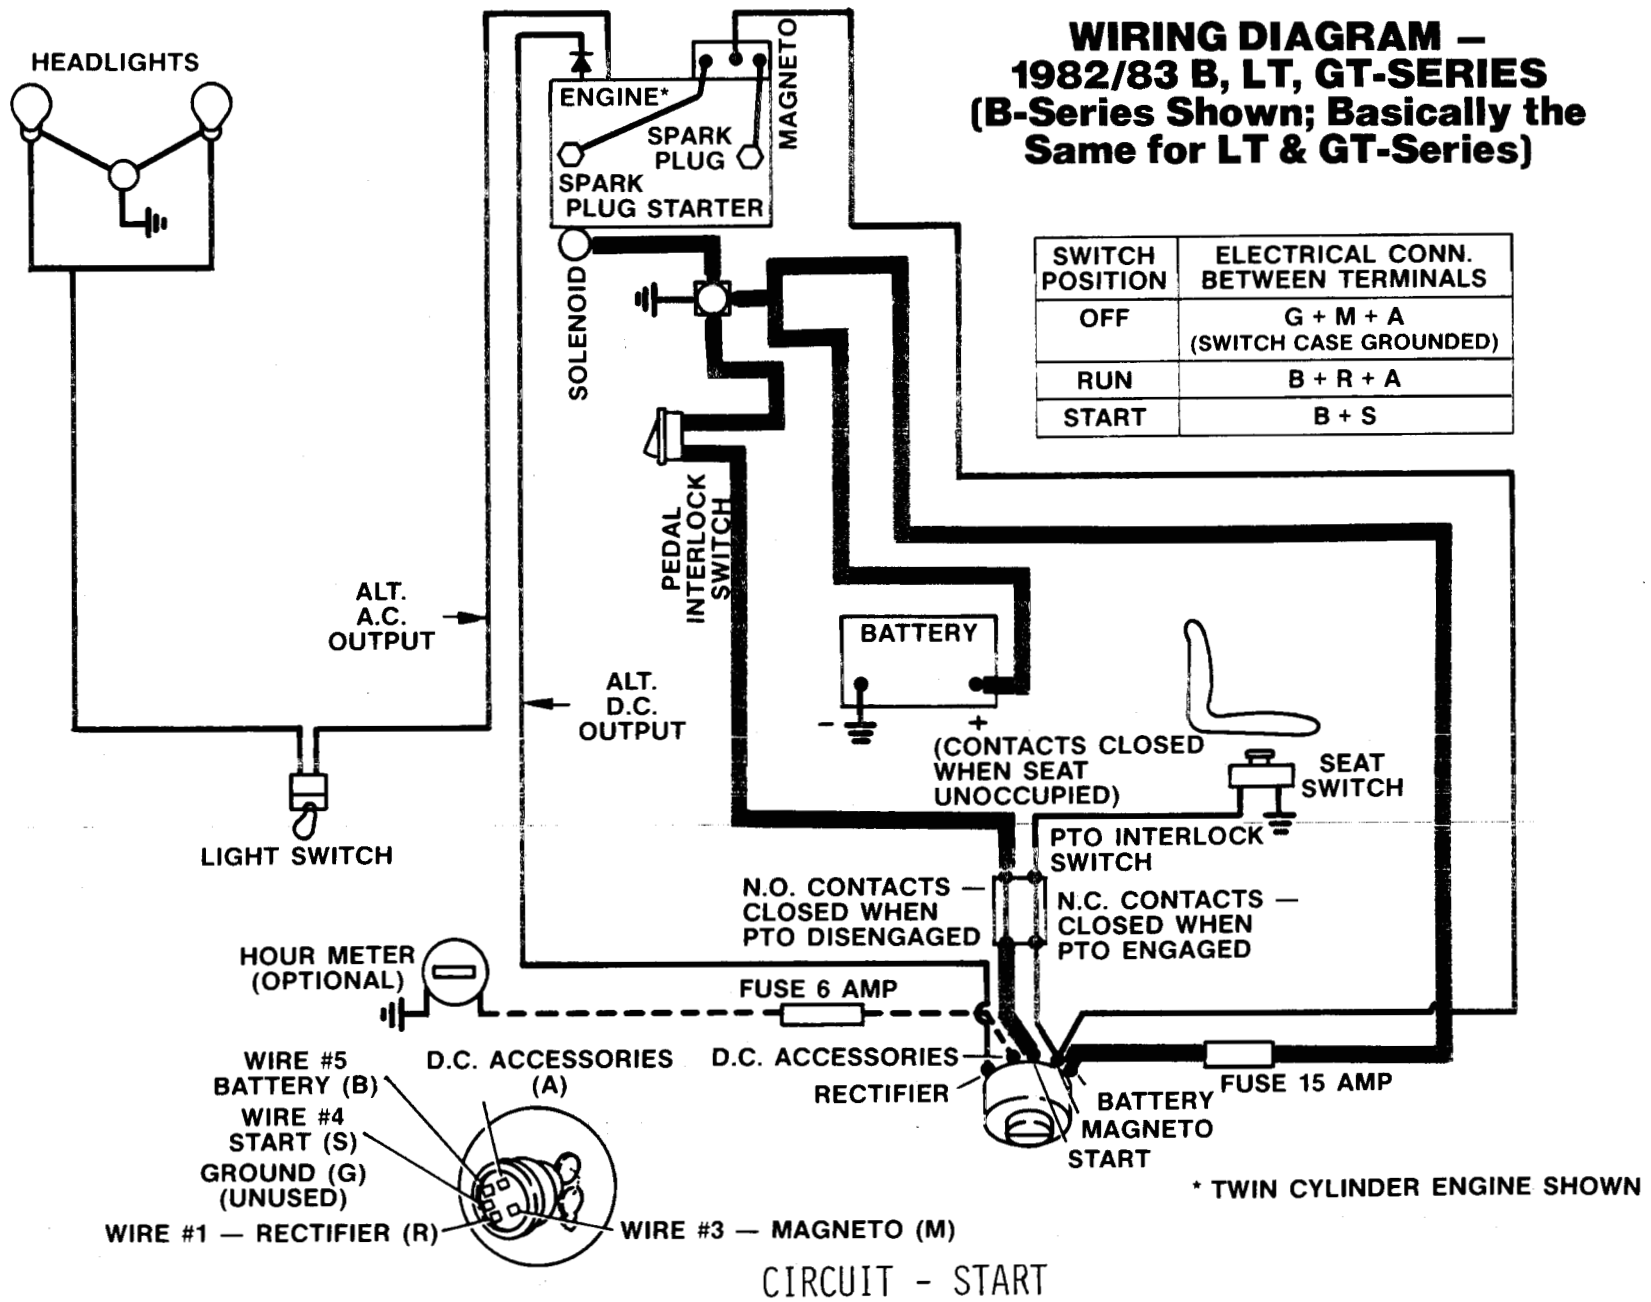 WIRING DIAGRAM –
1982/83 B, LT, GT-SERIES
(B-Series Shown; Basically the
Same for LT & GT-Series)
HEADLIGHTS
ENGINE*
MAGNETO
SPARK
PLUG
SPARK
PLUG STARTER
SOLENOID
SWITCH
POSITION
ELECTRICAL CONN.
BETWEEN TERMINALS
OFF
G + M + A
(SWITCH CASE GROUNDED)
RUN
B + R + A
START
B + S
PEDAL
INTERLOCK
SWITCH
ALT.
A.C.
OUTPUT
ALT.
D.C.
OUTPUT
BATTERY
–
+
(CONTACTS CLOSED
WHEN SEAT
UNOCCUPIED)
SEAT
SWITCH
LIGHT SWITCH
PTO INTERLOCK
SWITCH
N.O. CONTACTS —
CLOSED WHEN
PTO DISENGAGED
N.C. CONTACTS —
CLOSED WHEN
PTO ENGAGED
HOUR METER
(OPTIONAL)
FUSE 6 AMP
D.C. ACCESSORIES
RECTIFIER
FUSE 15 AMP
BATTERY
MAGNETO
START
WIRE #5
BATTERY (B)
D.C. ACCESSORIES
(A)
WIRE #4
START (S)
GROUND (G)
(UNUSED)
WIRE #1 — RECTIFIER (R)
WIRE #3 — MAGNETO (M)
* TWIN CYLINDER ENGINE SHOWN
CIRCUIT - START